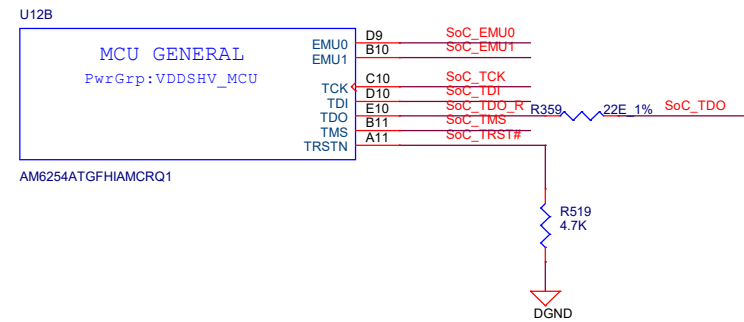 U12B
MCU GENERAL
PwrGrp:VDDSHV_MCU
EMU0 D9 SoC_EMU0
EMU1 B10 SoC_EMU1
TCK C10 SoC_TCK
TDI D10 SoC_TDI
TDO E10 SoC_TDO_R R359 22E_1% SoC_TDO
TMS B11 SoC_TMS
TRSTN A11 SoC_TRST#
AM6254ATGFHIAMCRQ1
R519
4.7K
DGND